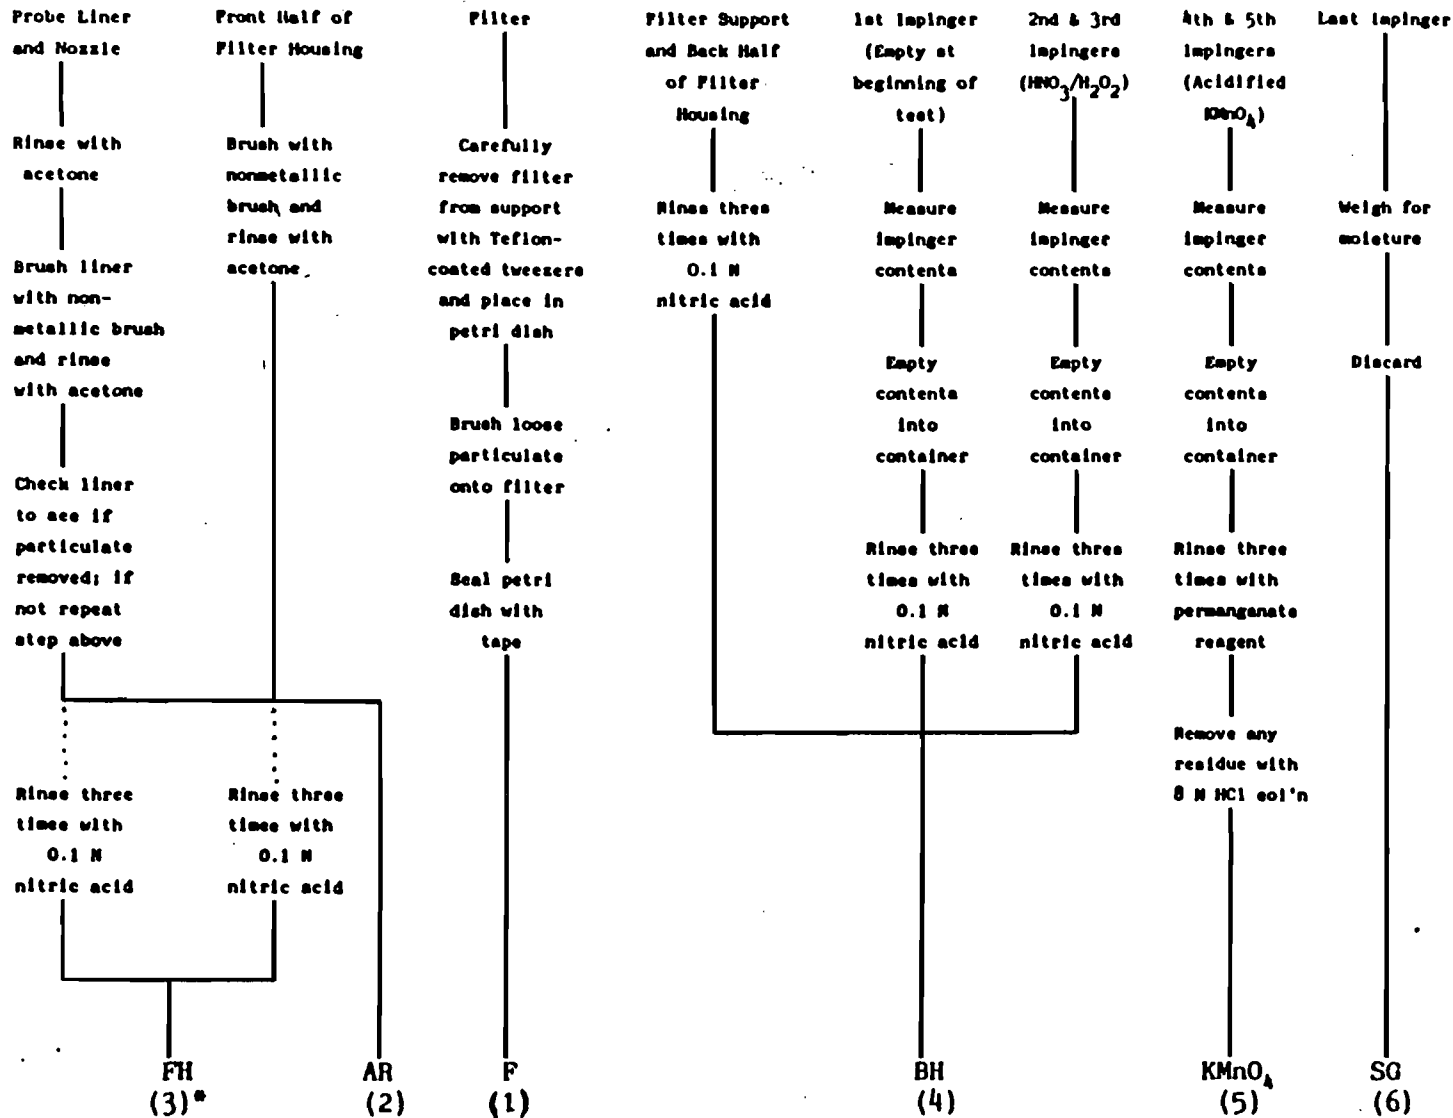 Probe Liner
and Nozzle
Rinse with
acetone
Brush liner
with non-
metallic brush
and rinse
with acetone
Check liner
to see if
particulate
removed; if
not repeat
step above
Rinse three
times with
0.1 N
nitric acid
Front Half of
Filter Housing
Brush with
nonmetallic
brush and
rinse with
acetone
Rinse three
times with
0.1 N
nitric acid
FH
(3)*
AR
(2)
Filter
Carefully
remove filter
from support
with Teflon-
coated tweezers
and place in
petri dish
Brush loose
particulate
onto filter
Seal petri
dish with
tape
F
(1)
Filter Support
and Back Half
of Filter
Housing
Rinse three
times with
0.1 N
nitric acid
1st Impinger
(Empty at
beginning of
test)
Measure
impinger
contents
Empty
contents
into
container
Rinse three
times with
0.1 N
nitric acid
2nd & 3rd
Impingers
(HNO3/H2O2)
Measure
impinger
contents
Empty
contents
into
container
Rinse three
times with
0.1 N
nitric acid
BH
(4)
4th & 5th
Impingers
(Acidified
KMnO4)
Measure
impinger
contents
Empty
contents
into
container
Rinse three
times with
permanganate
reagent
Remove any
residue with
8 N HCl sol'n
KMnO4
(5)
Last Impinger
Weigh for
moisture
Discard
SG
(6)